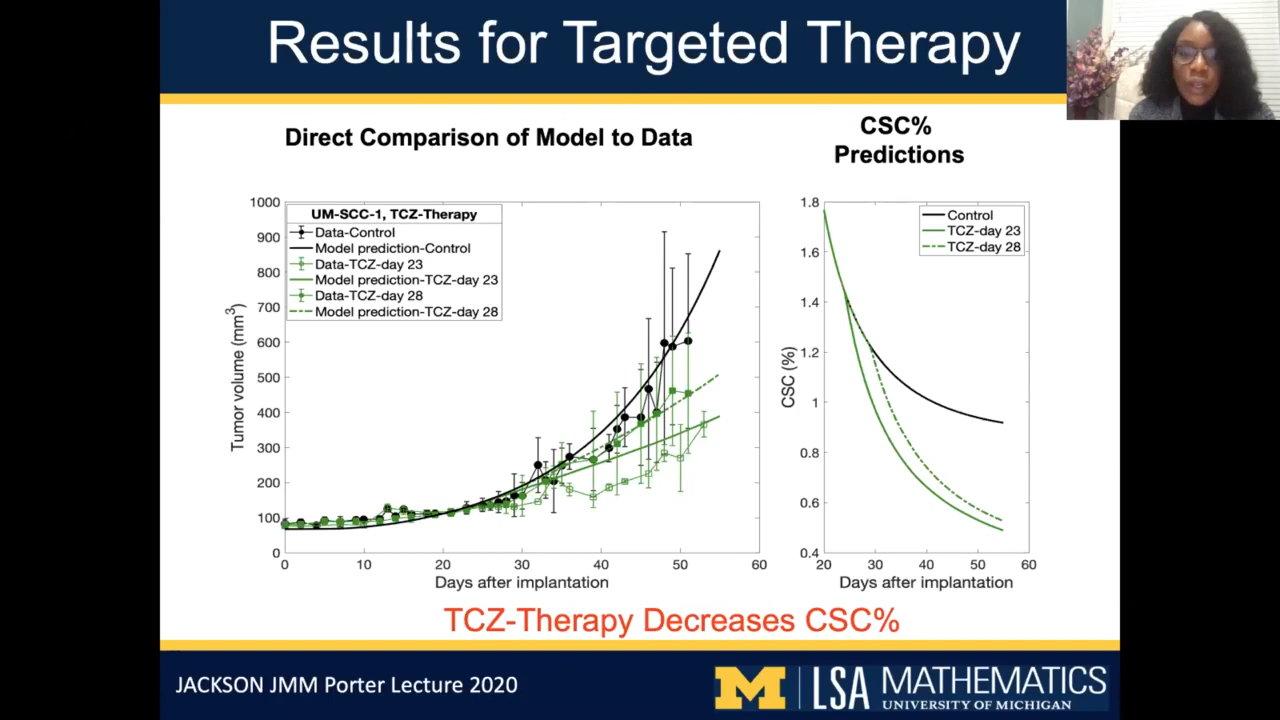 Results for Targeted Therapy
Direct Comparison of Model to Data
CSC%
Predictions
1000
900
800
700
600
500
400
300
200
100
0
Tumor volume (mm³)
UM-SCC-1, TCZ-Therapy
Data-Control
Model prediction-Control
Data-TCZ-day 23
Model prediction-TCZ-day 23
Data-TCZ-day 28
Model prediction-TCZ-day 28
0 10 20 30 40 50 60
Days after implantation
1.8
1.6
1.4
1.2
1
0.8
0.6
0.4
CSC (%)
Control
TCZ-day 23
TCZ-day 28
20 30 40 50 60
Days after implantation
TCZ-Therapy Decreases CSC%
JACKSON JMM Porter Lecture 2020
M LSA MATHEMATICS
UNIVERSITY OF MICHIGAN